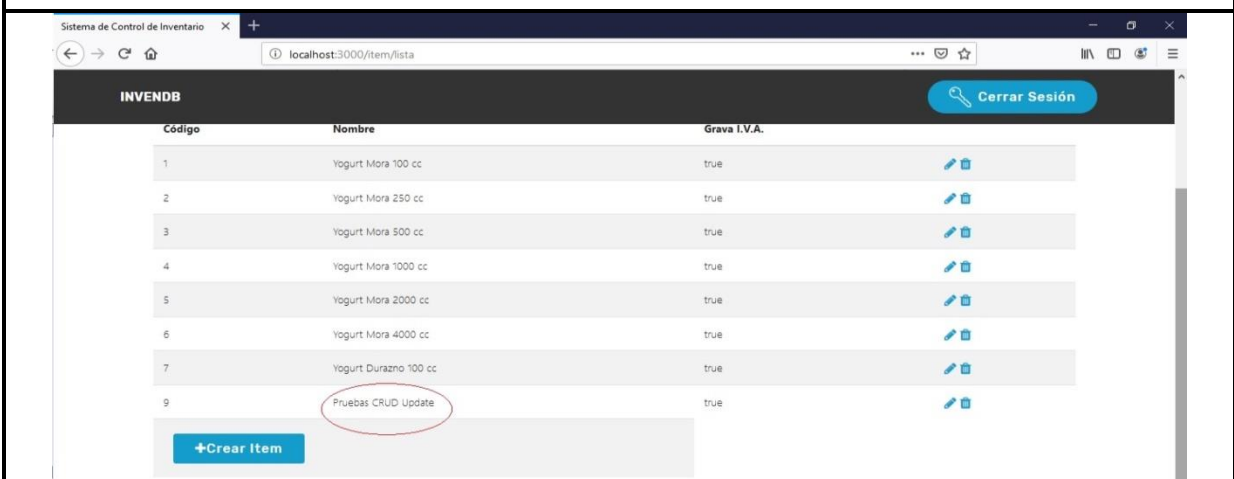 Sistema de Control de Inventario
localhost:3000/item/lista
INVENDB
Cerrar Sesión
Código Nombre Grava I.V.A.
1 Yogurt Mora 100 cc true
2 Yogurt Mora 250 cc true
3 Yogurt Mora 500 cc true
4 Yogurt Mora 1000 cc true
5 Yogurt Mora 2000 cc true
6 Yogurt Mora 4000 cc true
7 Yogurt Durazno 100 cc true
9 Pruebas CRUD Update true
+Crear Item